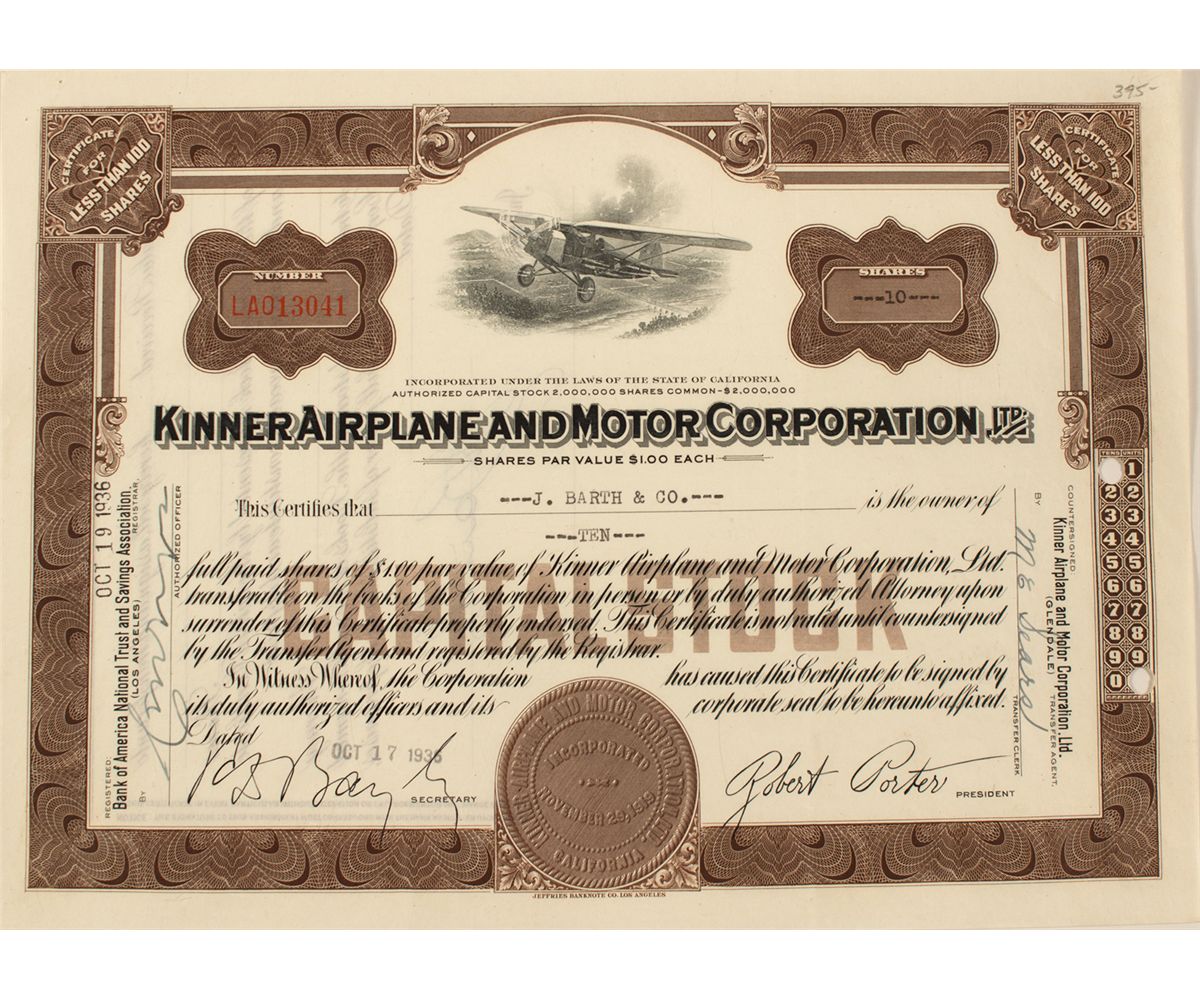 395-
CERTIFICATE
FOR
LESS THAN 100
SHARES
CERTIFICATE
FOR
LESS THAN 100
SHARES
NUMBER
LAO13041
SHARES
---10---
INCORPORATED UNDER THE LAWS OF THE STATE OF CALIFORNIA
AUTHORIZED CAPITAL STOCK 2,000,000 SHARES COMMON-$2,000,000
KINNER AIRPLANE AND MOTOR CORPORATION, LTD.
SHARES PAR VALUE $1.00 EACH
This Certifies that ---J. BARTH & CO.--- is the owner of
---TEN---
full paid shares of $1.00 par value of Kinner Airplane and Motor Corporation, Ltd.
transferable on the books of the Corporation in person or by duly authorized Attorney upon
surrender of this Certificate properly endorsed. This Certificate is not valid until countersigned
by the Transfer Agent and registered by the Registrar.
CAPITAL STOCK
In Witness Whereof, the Corporation has caused this Certificate to be signed by
its duly authorized officers and its corporate seal to be hereunto affixed.
Dated OCT 17 1936
SECRETARY
Robert Porter
PRESIDENT
KINNER AIRPLANE AND MOTOR CORPORATION, LTD.
INCORPORATED
NOVEMBER 29, 1919
CALIFORNIA
JEFFRIES BANKNOTE CO. LOS ANGELES
OCT 19 1936
REGISTERED:
Bank of America National Trust and Savings Association.
(LOS ANGELES) REGISTRAR,
BY
AUTHORIZED OFFICER
COUNTERSIGNED:
Kinner Airplane and Motor Corporation Ltd.
(GLENDALE) TRANSFER AGENT.
BY M E Sears
TRANSFER CLERK
TENS UNITS
1
2 2
3 3
4 4
5 5
6 6
7 7
8 8
9 9
0